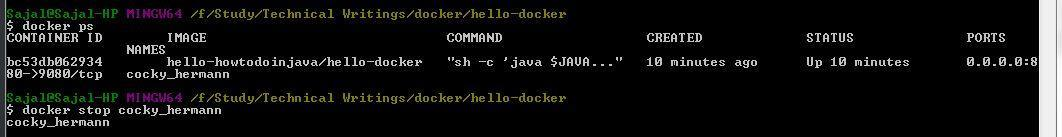 Sajal@Sajal-HP MINGW64 /f/Study/Technical Writings/docker/hello-docker
$ docker ps
CONTAINER ID        IMAGE                               COMMAND                  CREATED             STATUS              PORTS
               NAMES
bc53db062934        hello-howtodoinjava/hello-docker    "sh -c 'java $JAVA..."   10 minutes ago      Up 10 minutes       0.0.0.0:8
80->9080/tcp   cocky_hermann
Sajal@Sajal-HP MINGW64 /f/Study/Technical Writings/docker/hello-docker
$ docker stop cocky_hermann
cocky_hermann